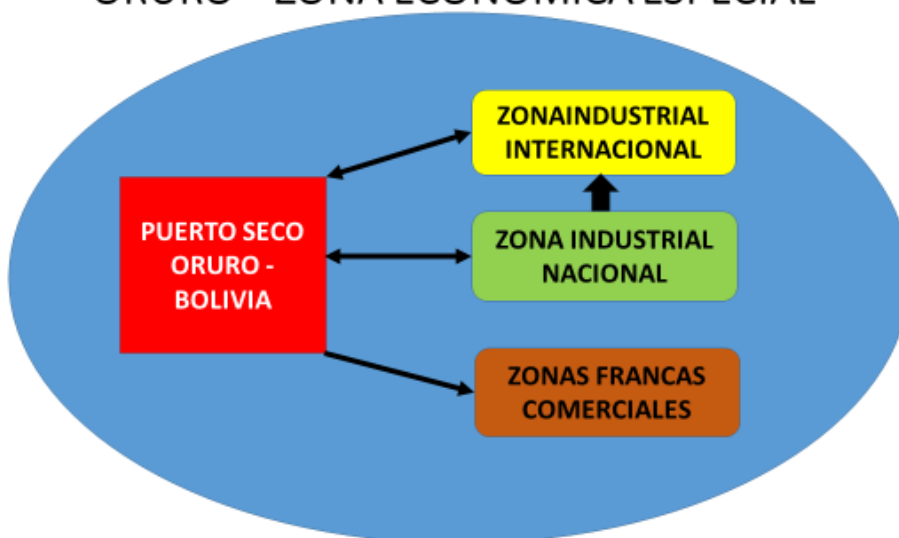 ORURO – ZONA ECONOMICA ESPECIAL
ZONAINDUSTRIAL
INTERNACIONAL
PUERTO SECO
ORURO -
BOLIVIA
ZONA INDUSTRIAL
NACIONAL
ZONAS FRANCAS
COMERCIALES